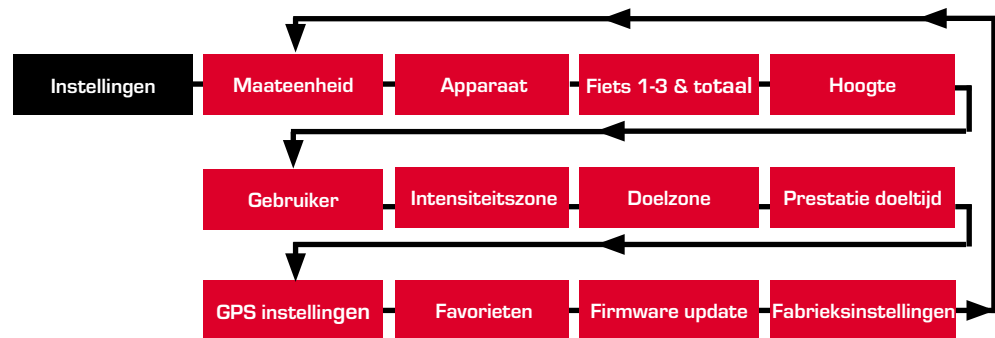 Instellingen
Maateenheid
Apparaat
Fiets 1-3 & totaal
Hoogte
Gebruiker
Intensiteitszone
Doelzone
Prestatie doeltijd
GPS instellingen
Favorieten
Firmware update
Fabrieksinstellingen